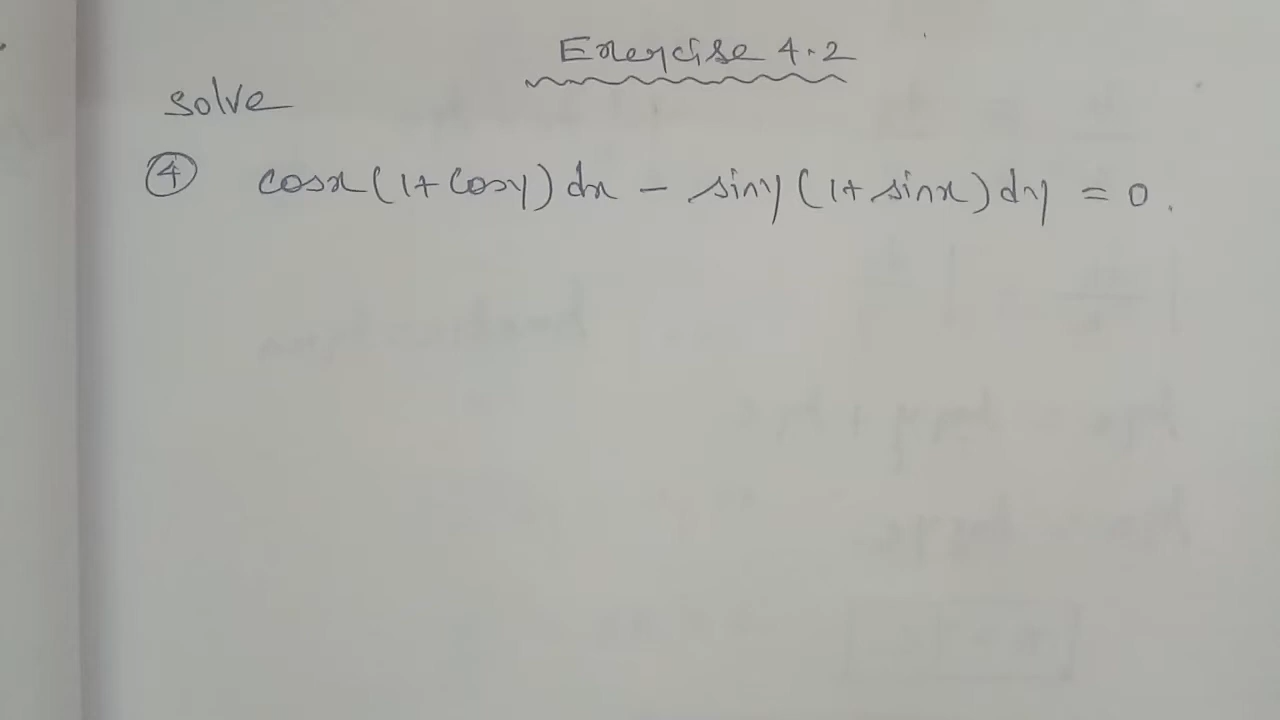 Exercise 4.2
Solve
④ cosx(1+cosy)dx - siny(1+sinx)dy = 0.